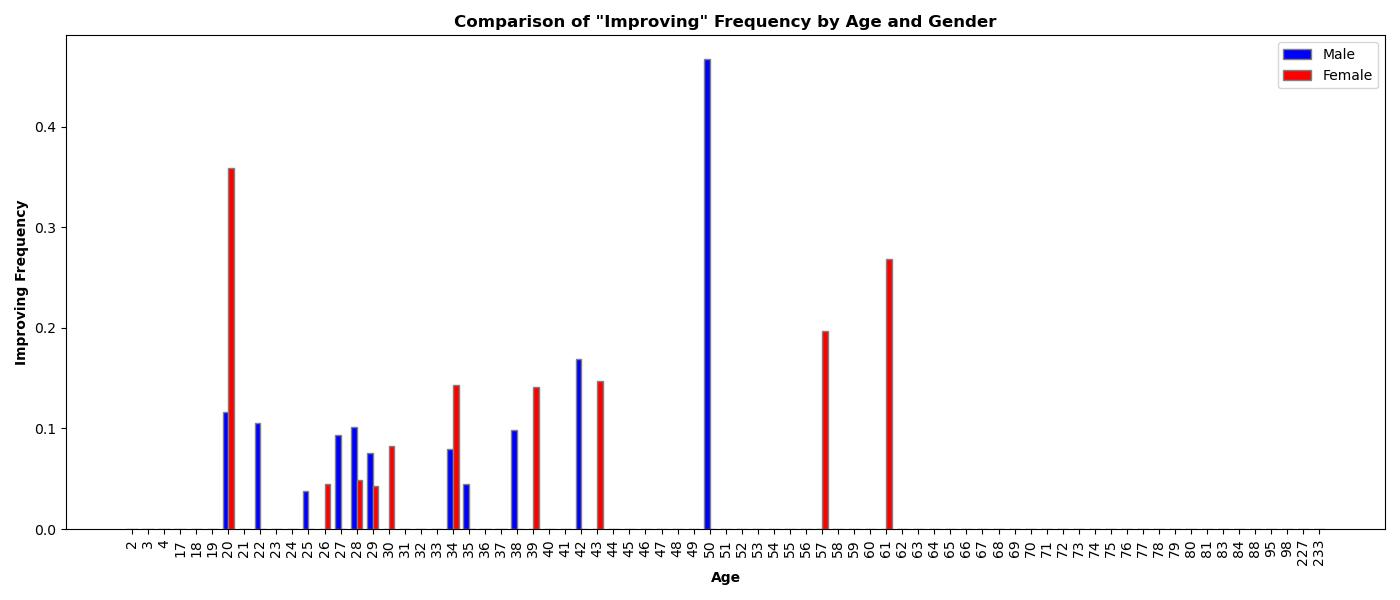 Comparison of "Improving" Frequency by Age and Gender
Male
Female
Improving Frequency
0.4
0.3
0.2
0.1
0.0
2 3 4 17 18 19 20 21 22 23 24 25 26 27 28 29 30 31 32 33 34 35 36 37 38 39 40 41 42 43 44 45 46 47 48 49 50 51 52 53 54 55 56 57 58 59 60 61 62 63 64 65 66 67 68 69 70 71 72 73 74 75 76 77 78 79 80 81 83 84 88 95 98 227 233
Age